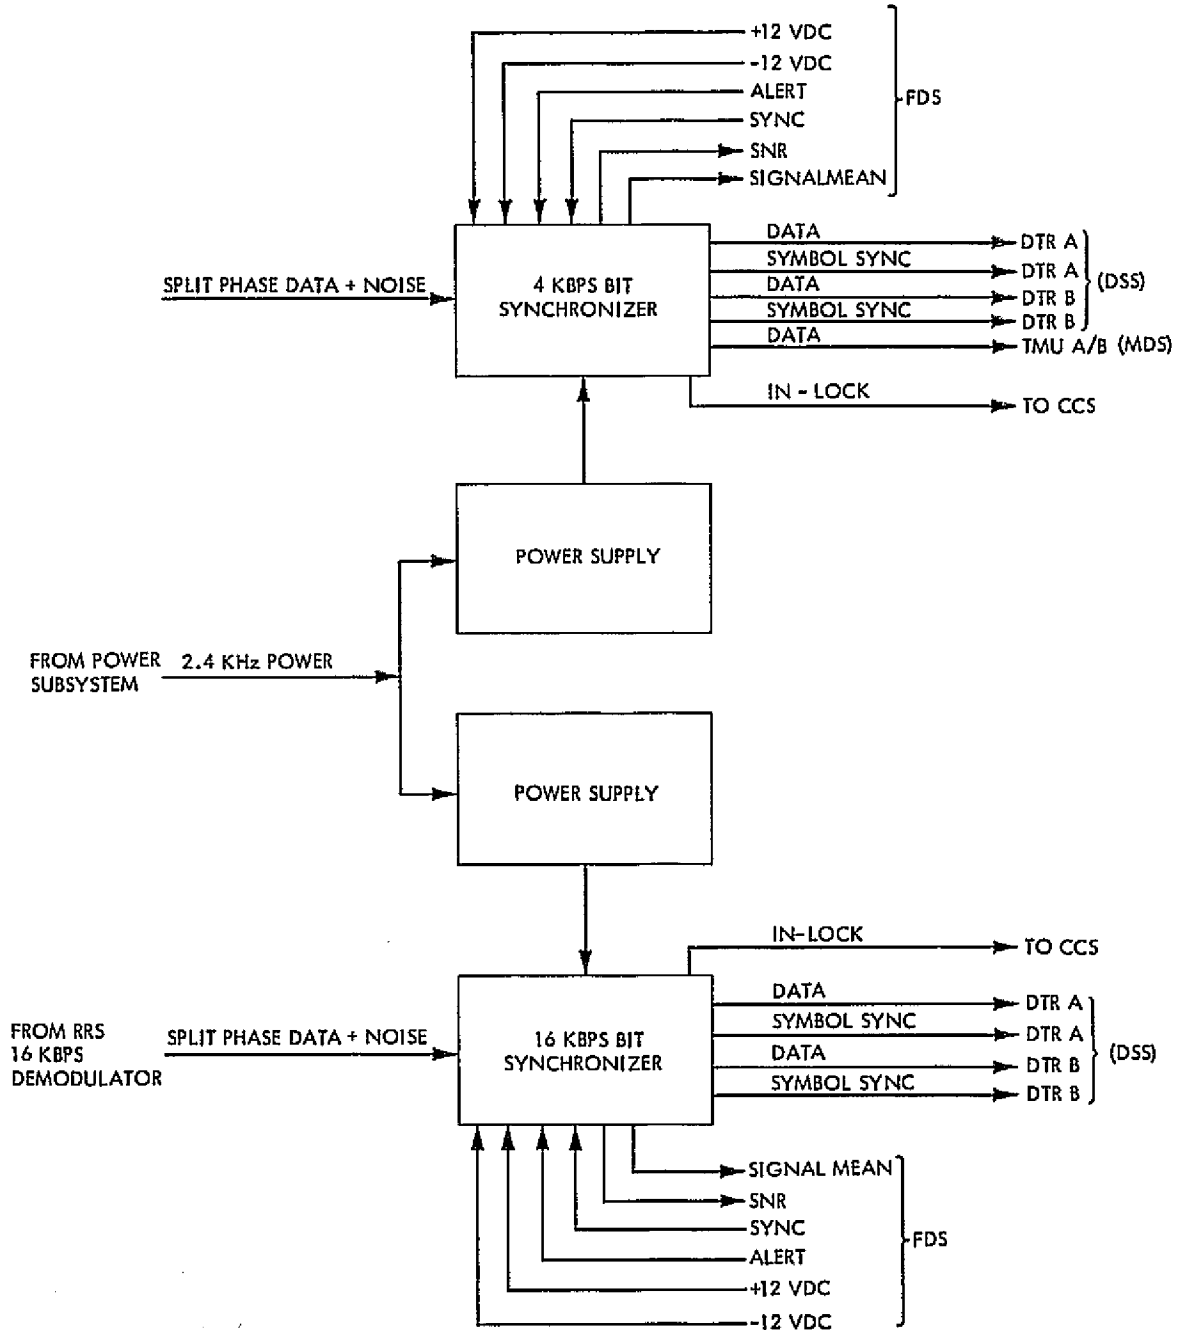 +12 VDC
-12 VDC
ALERT
SYNC
SNR
SIGNALMEAN
FDS
SPLIT PHASE DATA + NOISE
4 KBPS BIT
SYNCHRONIZER
DATA
DTR A
SYMBOL SYNC
DTR A
DATA
DTR B
SYMBOL SYNC
DTR B
(DSS)
DATA
TMU A/B (MDS)
IN - LOCK
TO CCS
POWER SUPPLY
FROM POWER
SUBSYSTEM
2.4 KHz POWER
POWER SUPPLY
IN-LOCK
TO CCS
FROM RRS
16 KBPS
DEMODULATOR
SPLIT PHASE DATA + NOISE
16 KBPS BIT
SYNCHRONIZER
DATA
DTR A
SYMBOL SYNC
DTR A
DATA
DTR B
SYMBOL SYNC
DTR B
(DSS)
SIGNAL MEAN
SNR
SYNC
ALERT
+12 VDC
-12 VDC
FDS